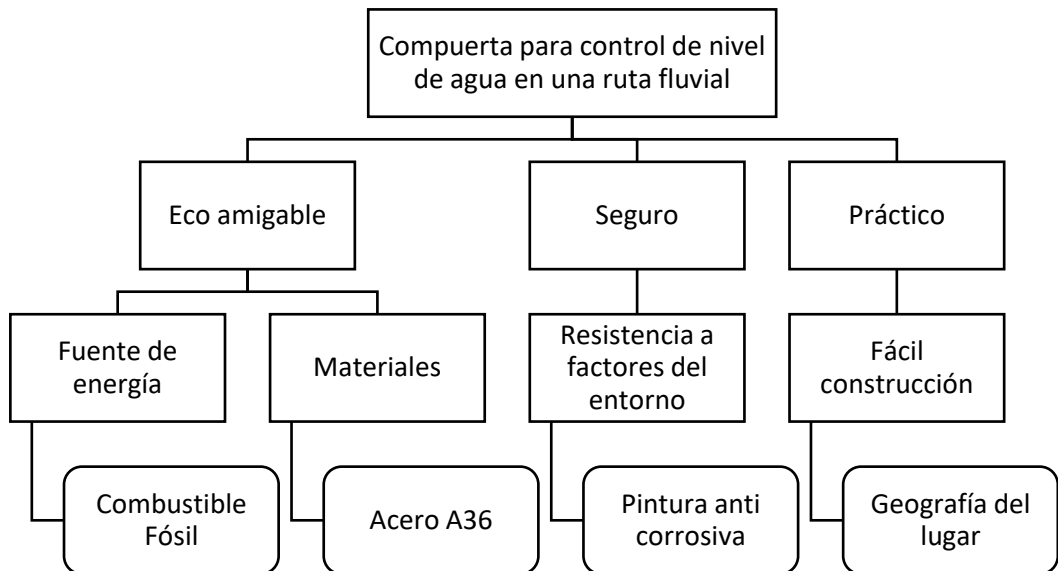 Compuerta para control de nivel
de agua en una ruta fluvial
Eco amigable
Seguro
Práctico
Fuente de
energía
Materiales
Resistencia a
factores del
entorno
Fácil
construcción
Combustible
Fósil
Acero A36
Pintura anti
corrosiva
Geografía del
lugar